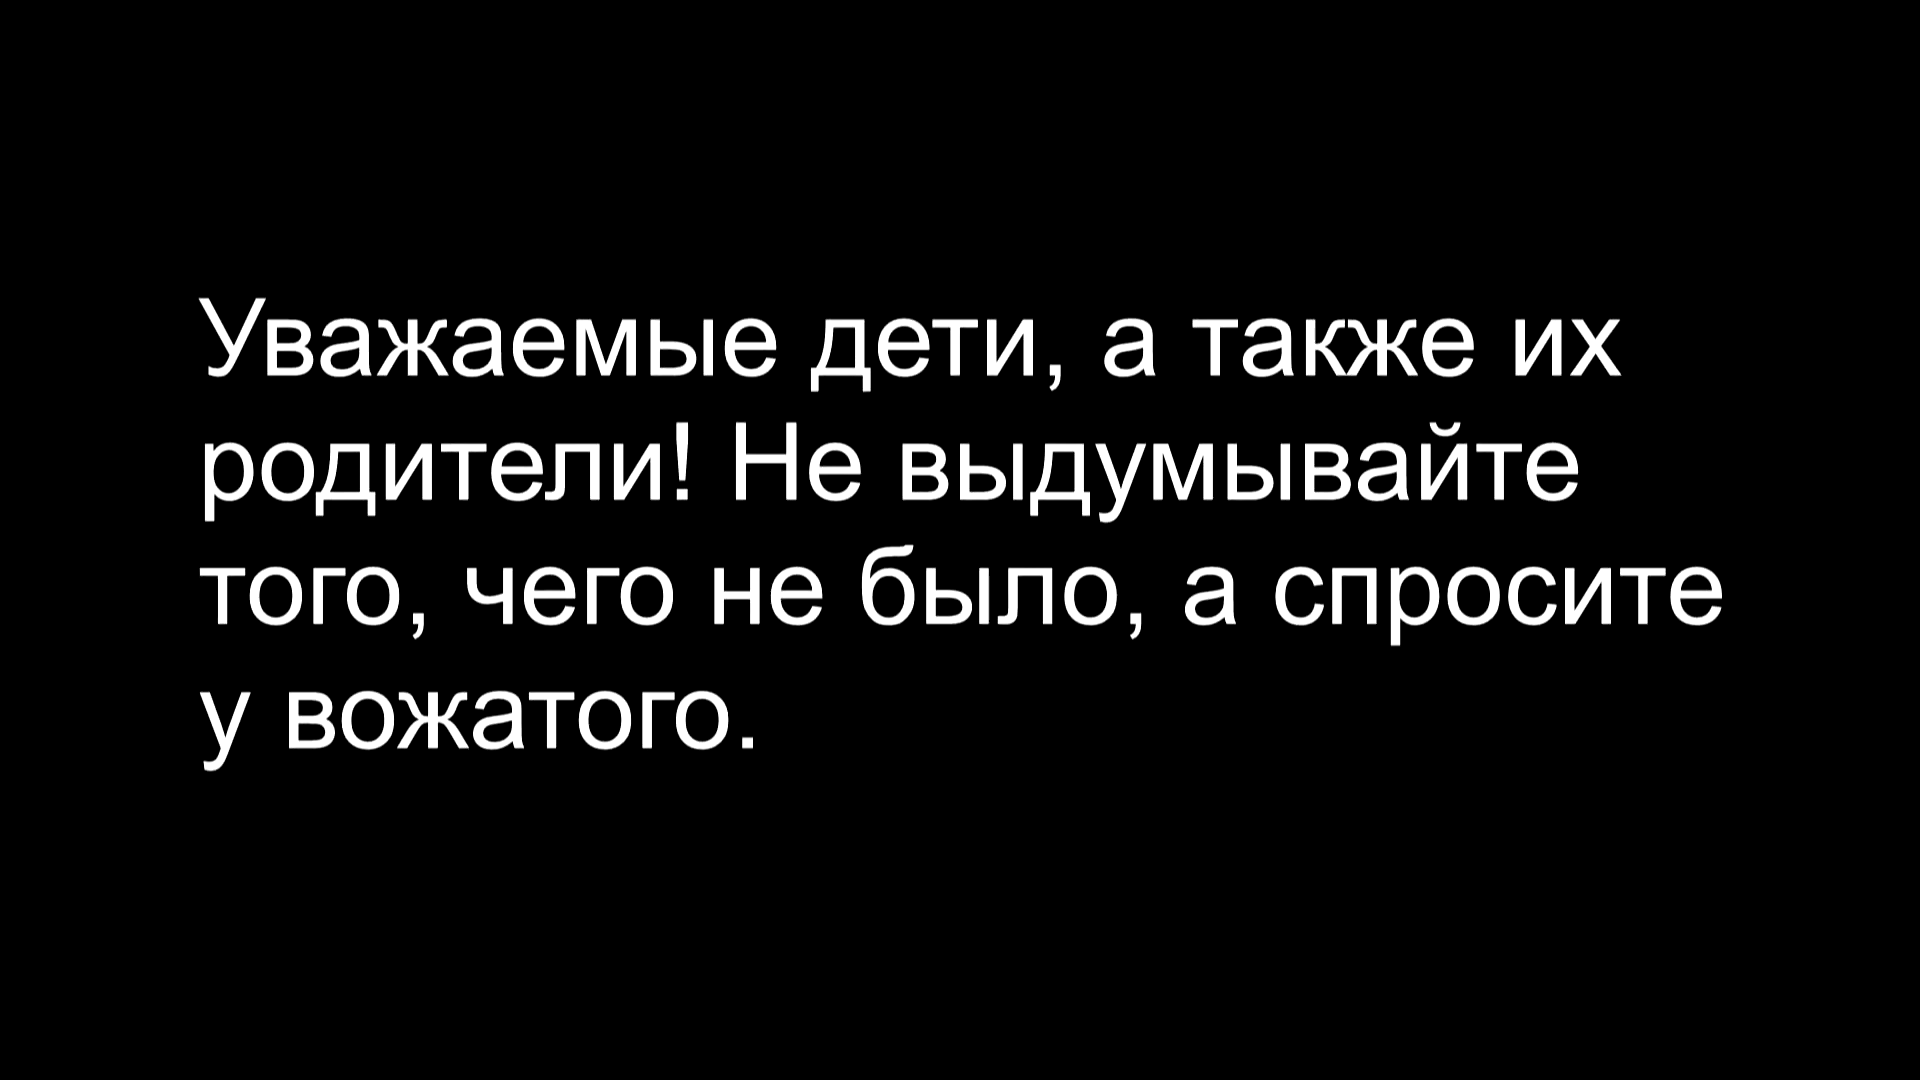 Уважаемые дети, а также их
родители! Не выдумывайте
того, чего не было, а спросите
у вожатого.